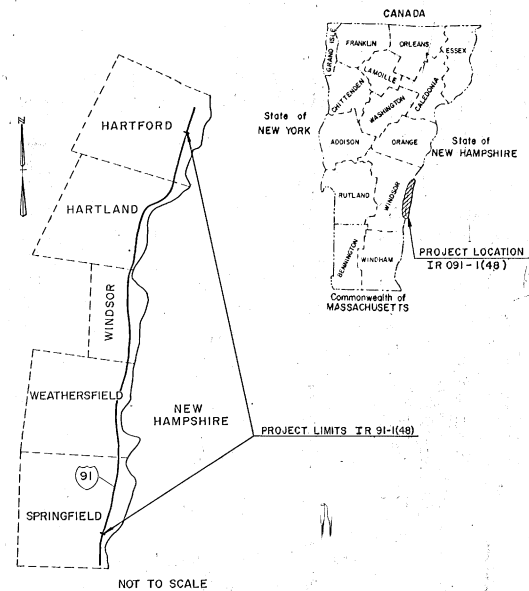 CANADA
GRAND ISLE
FRANKLIN
ORLEANS
ESSEX
LAMOILLE
CHITTENDEN
CALEDONIA
WASHINGTON
State of
NEW YORK
ADDISON
ORANGE
State of
NEW HAMPSHIRE
RUTLAND
WINDSOR
BENNINGTON
WINDHAM
PROJECT LOCATION
IR 091-1(48)
Commonwealth of
MASSACHUSETTS
N
HARTFORD
HARTLAND
WINDSOR
WEATHERSFIELD
NEW
HAMPSHIRE
PROJECT LIMITS IR 91-1(48)
91
SPRINGFIELD
NOT TO SCALE